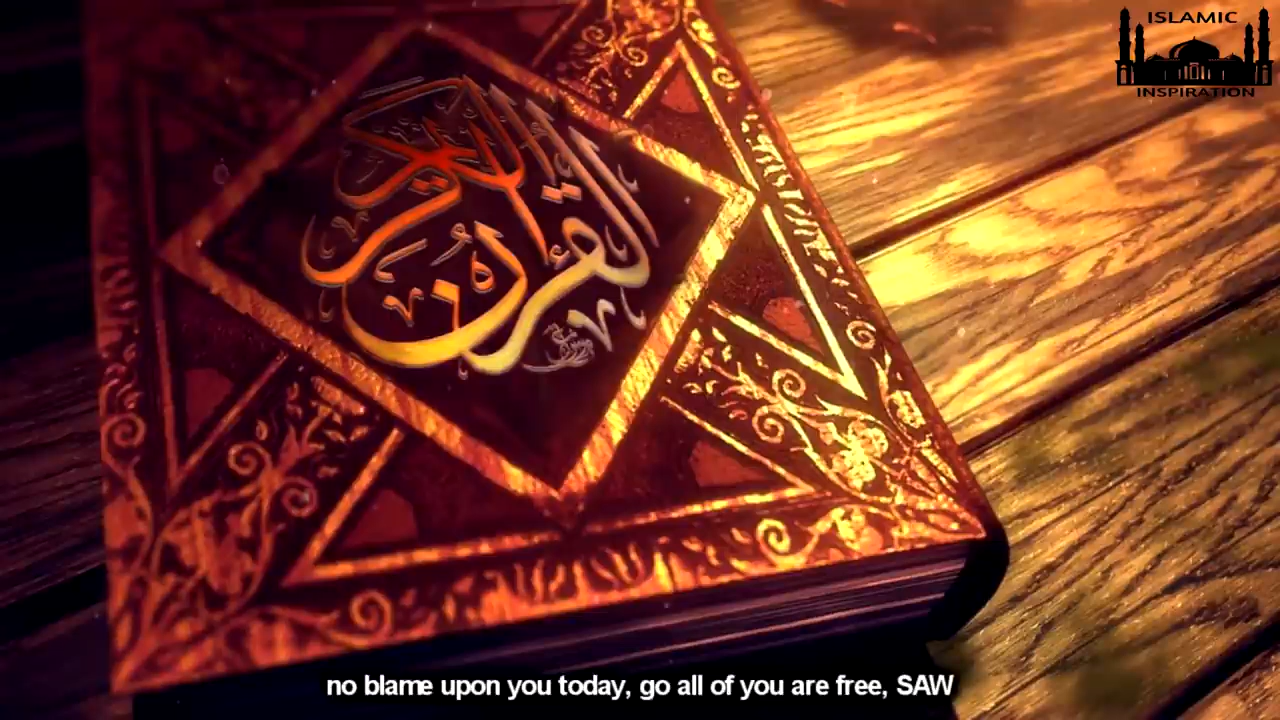 ISLAMIC
INSPIRATION
القرآن الكريم
no blame upon you today, go all of you are free, SAW